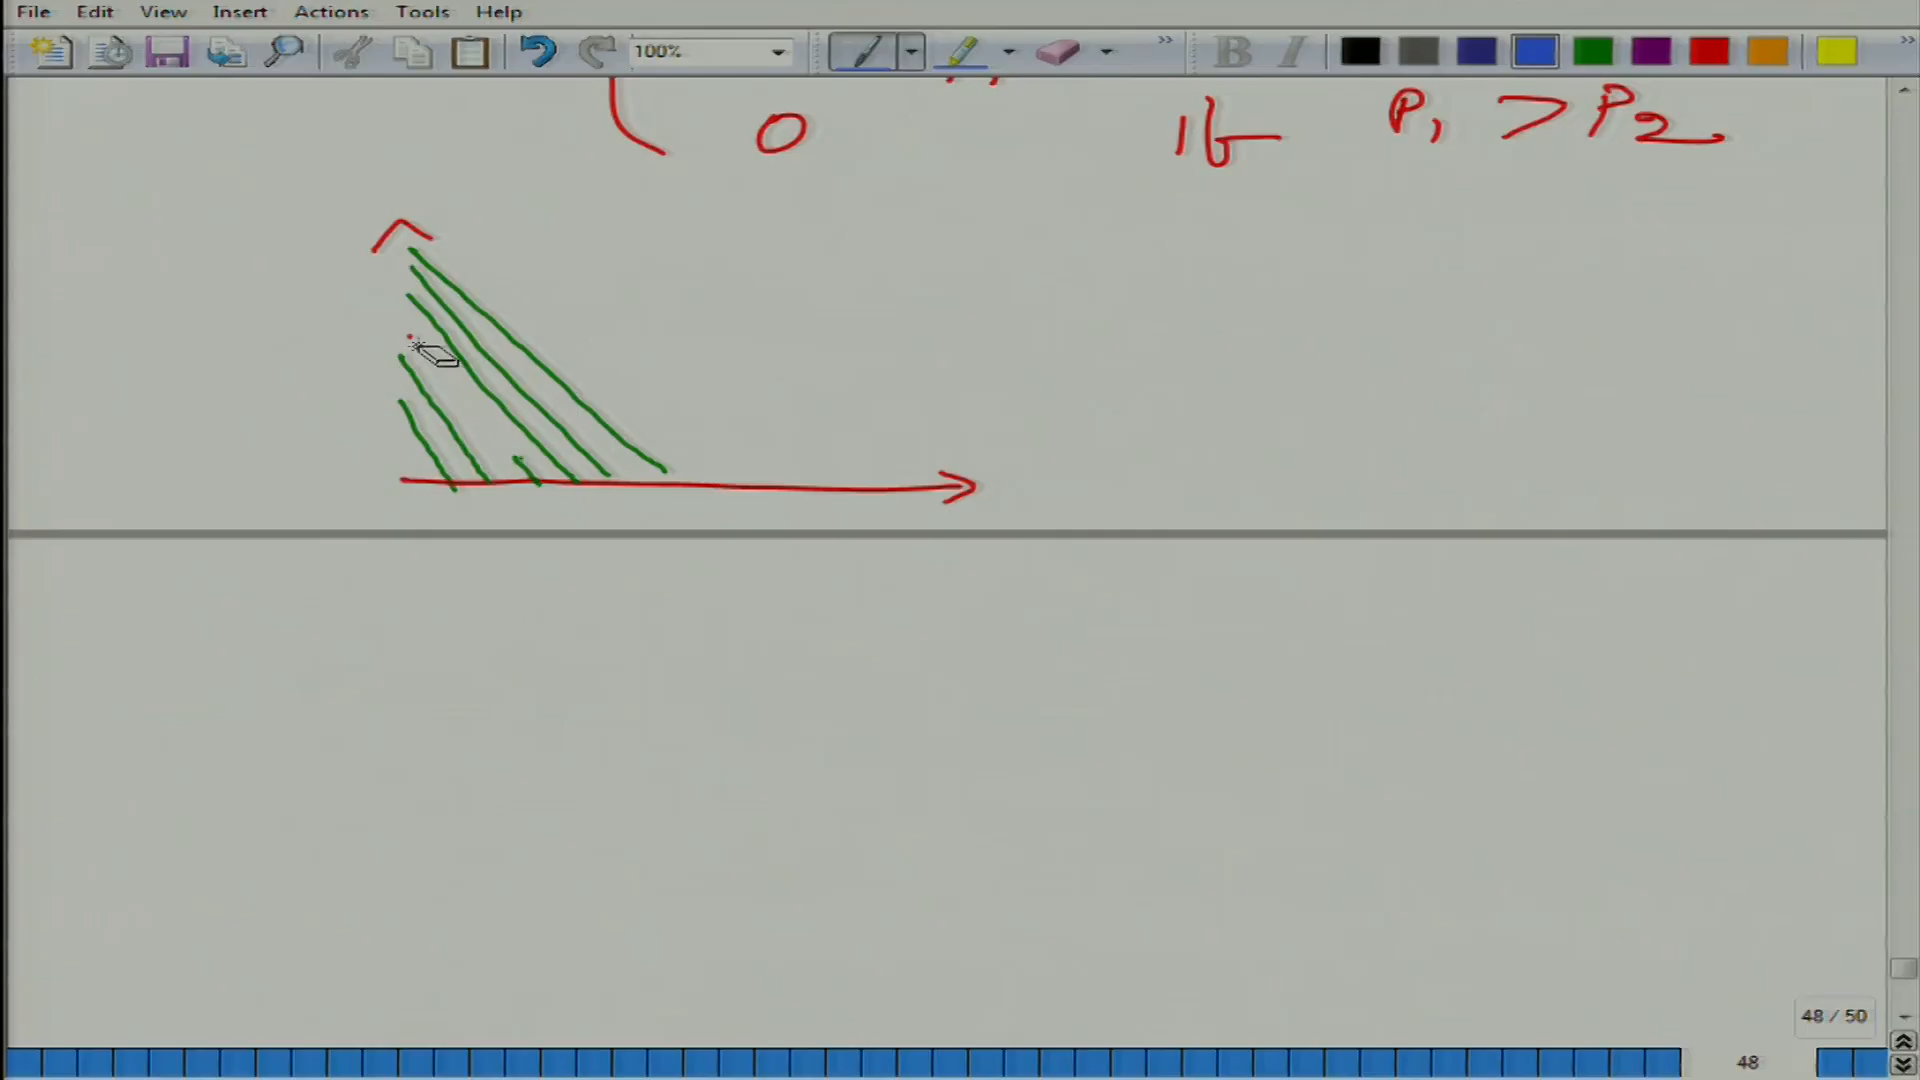 File Edit View Insert Actions Tools Help
100%
B I
0 if P1 > P2
48 / 50
48